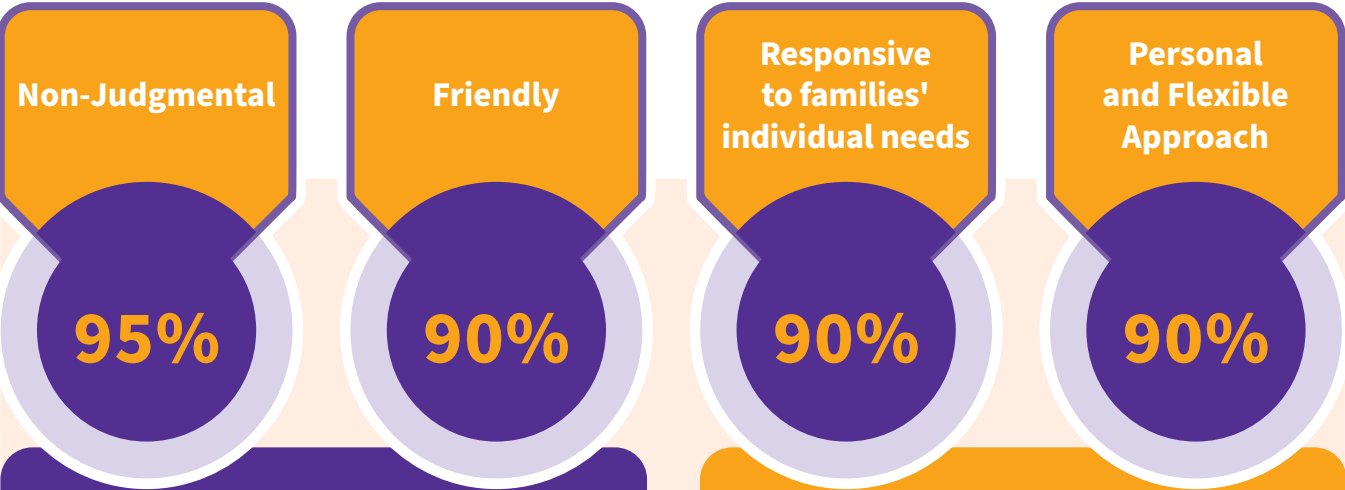 Non-Judgmental
95%
Friendly
90%
Responsive
to families'
individual needs
90%
Personal
and Flexible
Approach
90%